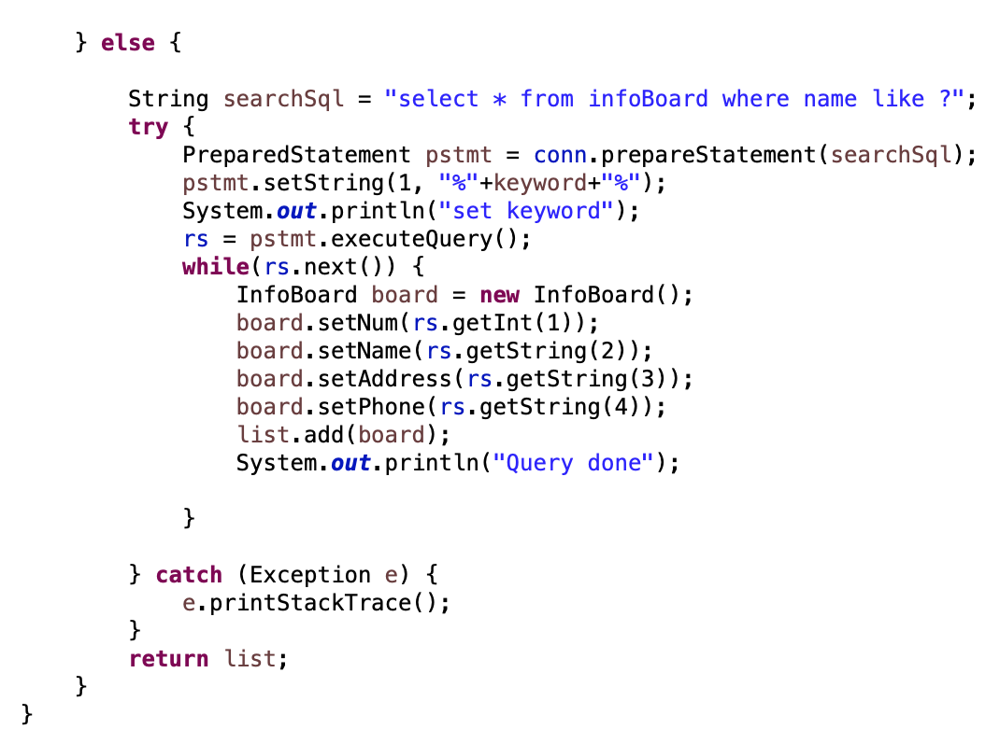 } else {
String searchSql = "select * from infoBoard where name like ?";
try {
PreparedStatement pstmt = conn.prepareStatement(searchSql);
pstmt.setString(1, "%"+keyword+"%");
System.out.println("set keyword");
rs = pstmt.executeQuery();
while(rs.next()) {
InfoBoard board = new InfoBoard();
board.setNum(rs.getInt(1));
board.setName(rs.getString(2));
board.setAddress(rs.getString(3));
board.setPhone(rs.getString(4));
list.add(board);
System.out.println("Query done");
}
} catch (Exception e) {
e.printStackTrace();
}
return list;
}
}